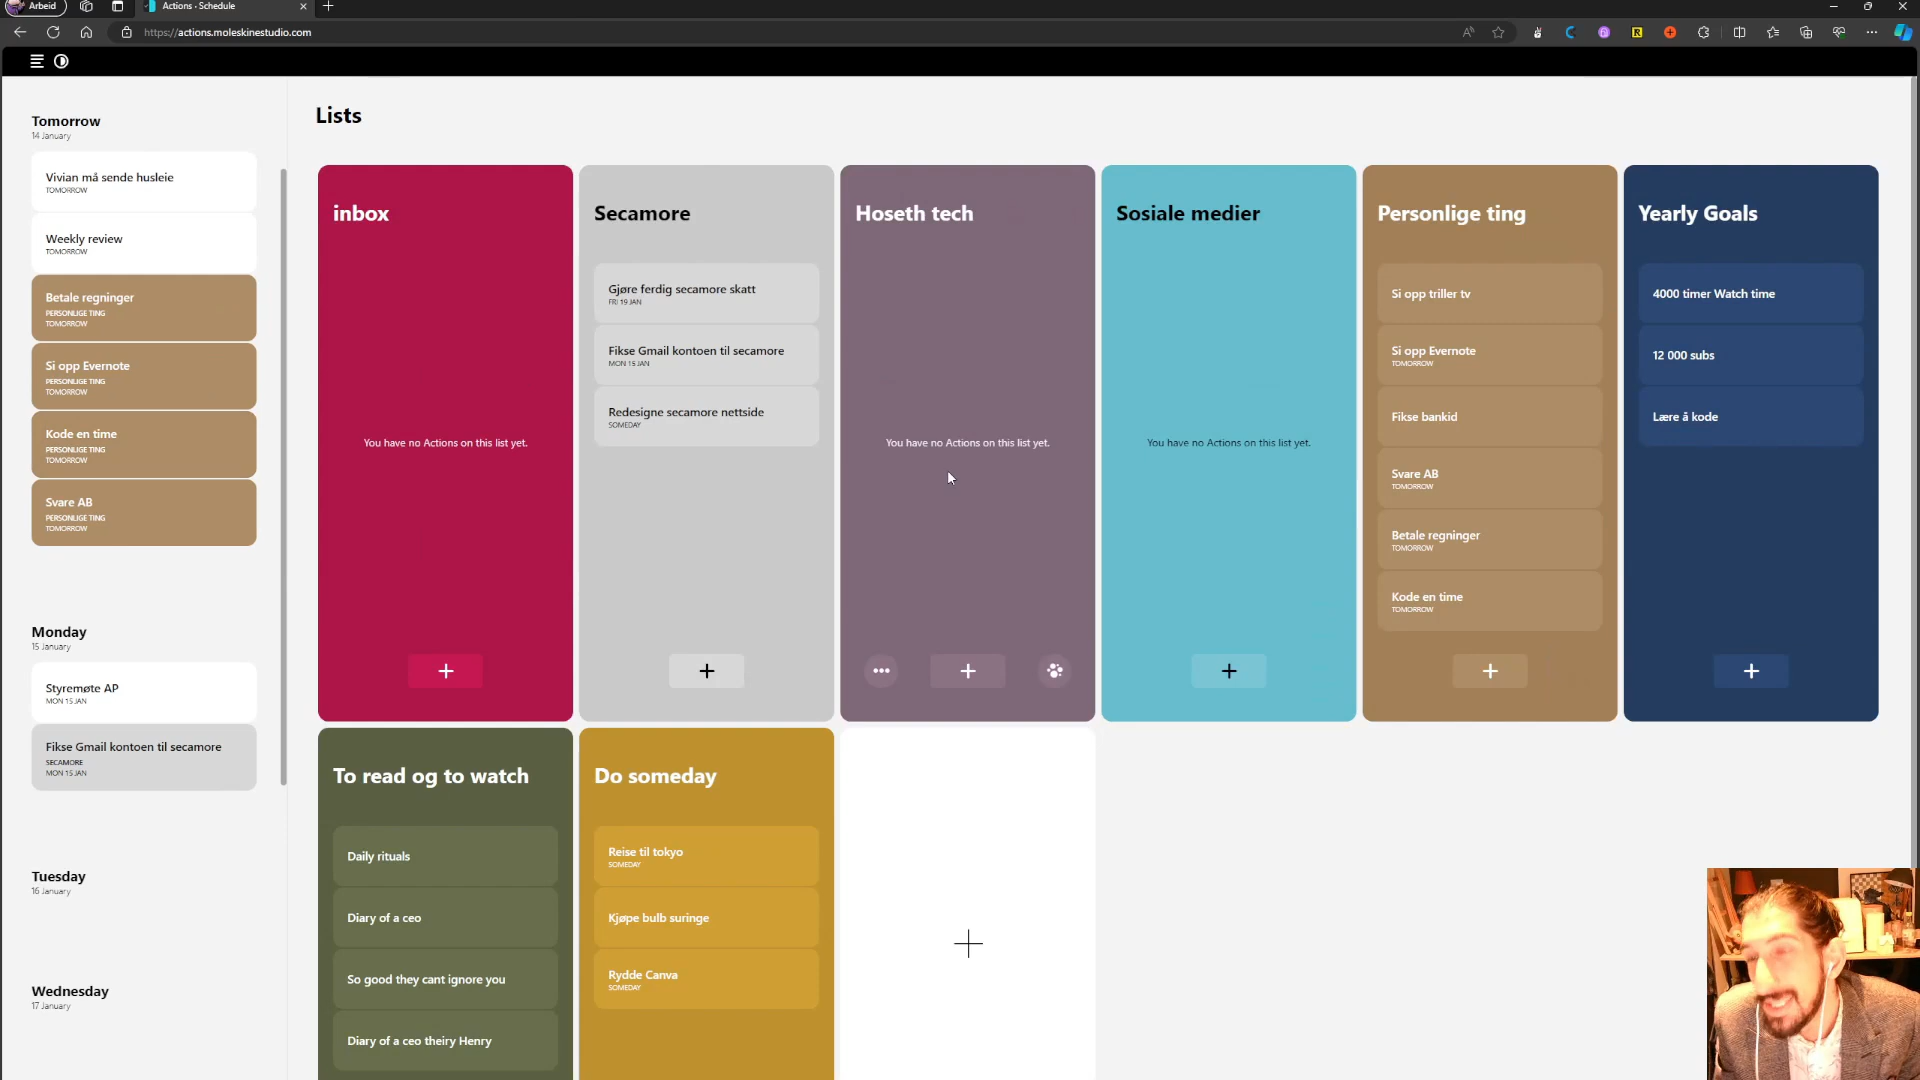 Arbeid
Actions - Schedule
https://actions.moleskinestudio.com
Tomorrow
14 January
Vivian må sende husleie
TOMORROW
Weekly review
TOMORROW
Betale regninger
PERSONLIGE TING
TOMORROW
Si opp Evernote
PERSONLIGE TING
TOMORROW
Kode en time
PERSONLIGE TING
TOMORROW
Svare AB
PERSONLIGE TING
TOMORROW
Monday
15 January
Styremøte AP
MON 15 JAN
Fikse Gmail kontoen til secamore
SECAMORE
MON 15 JAN
Tuesday
16 January
Wednesday
17 January
Lists
inbox
You have no Actions on this list yet.
Secamore
Gjøre ferdig secamore skatt
FRI 19 JAN
Fikse Gmail kontoen til secamore
MON 15 JAN
Redesigne secamore nettside
SOMEDAY
Hoseth tech
You have no Actions on this list yet.
Sosiale medier
You have no Actions on this list yet.
Personlige ting
Si opp triller tv
Si opp Evernote
TOMORROW
Fikse bankid
Svare AB
TOMORROW
Betale regninger
TOMORROW
Kode en time
TOMORROW
Yearly Goals
4000 timer Watch time
12 000 subs
Lære å kode
To read og to watch
Daily rituals
Diary of a ceo
So good they cant ignore you
Diary of a ceo theiry Henry
Do someday
Reise til tokyo
SOMEDAY
Kjøpe bulb suringe
Rydde Canva
SOMEDAY